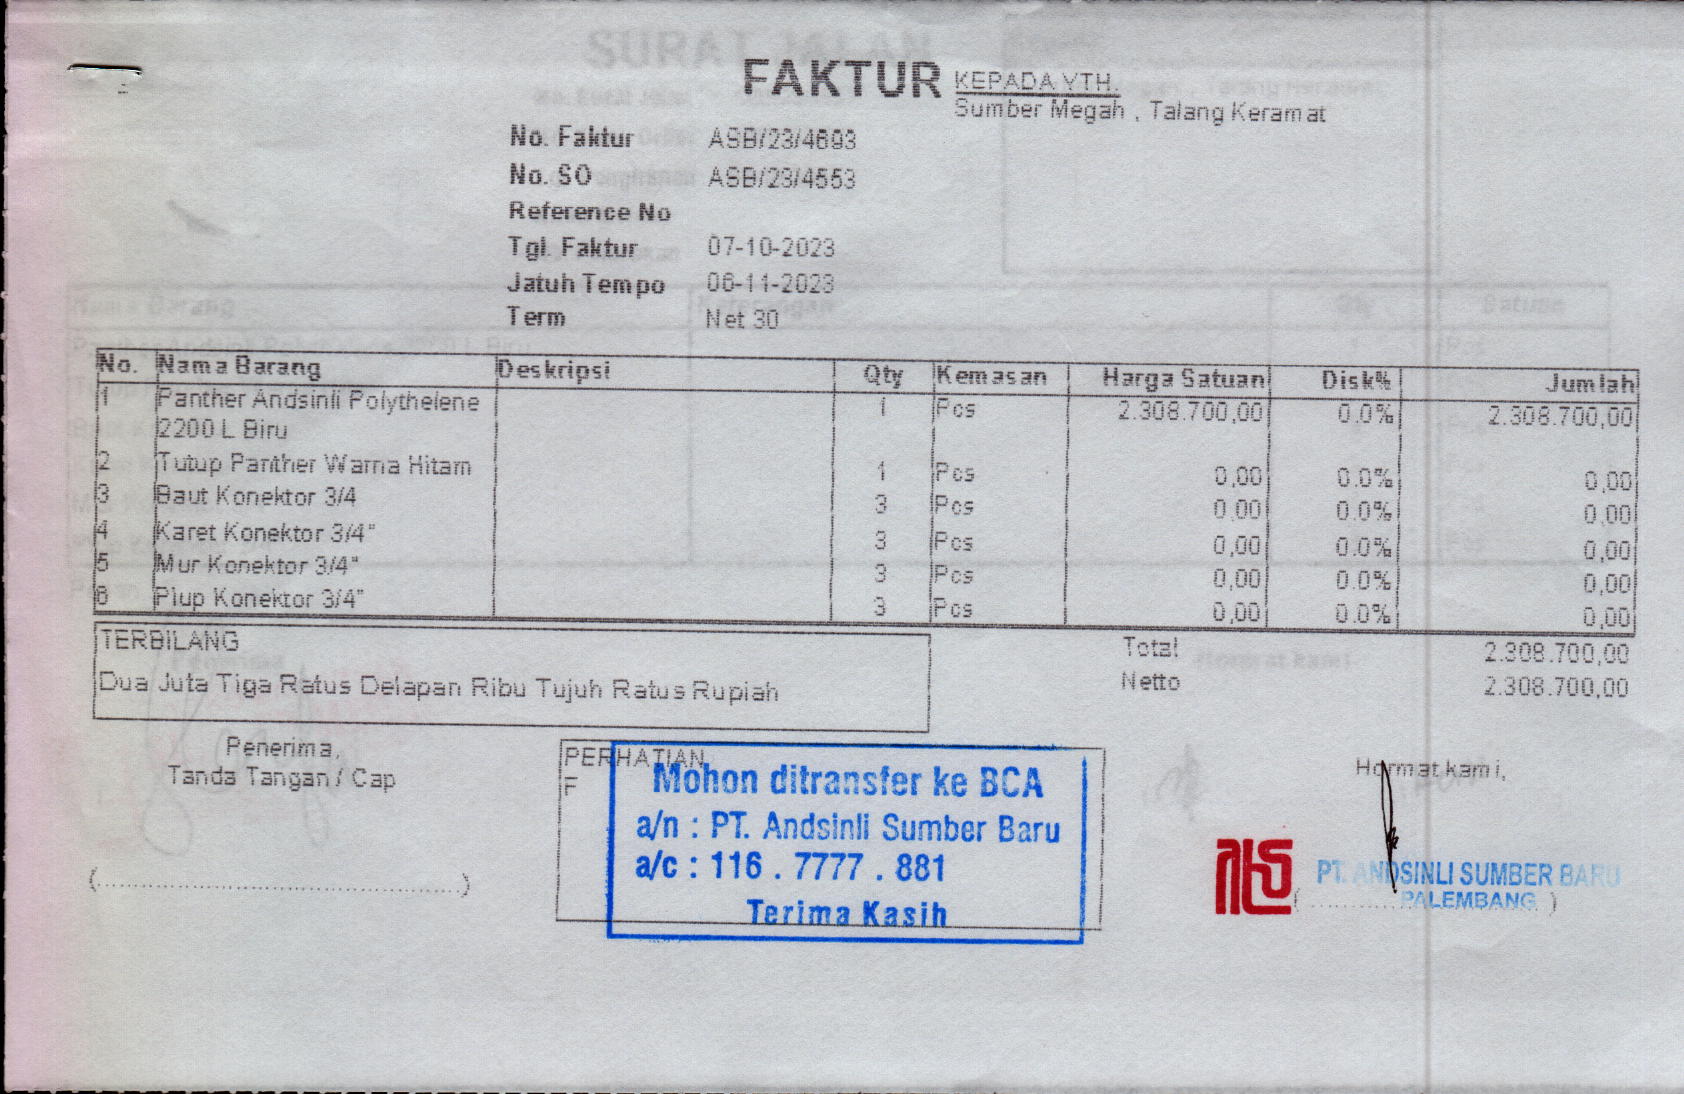 FAKTUR
KEPADA YTH.
Sumber Megah , Talang Keramat
No. Faktur ASB/23/4693
No. SO ASB/23/4553
Reference No
Tgl. Faktur 07-10-2023
Jatuh Tempo 06-11-2023
Term Net 30
No. Nama Barang Deskripsi Qty Kemasan Harga Satuan Disk% Jumlah
1 Panther Andsinli Polythelene 1 Pcs 2.308.700,00 0.0% 2.308.700,00
2200 L Biru
2 Tutup Panther Warna Hitam 1 Pcs 0,00 0.0% 0,00
3 Baut Konektor 3/4 3 Pcs 0,00 0.0% 0,00
4 Karet Konektor 3/4" 3 Pcs 0,00 0.0% 0,00
5 Mur Konektor 3/4" 3 Pcs 0,00 0.0% 0,00
6 Plup Konektor 3/4" 3 Pcs 0,00 0.0% 0,00
TERBILANG
Dua Juta Tiga Ratus Delapan Ribu Tujuh Ratus Rupiah
Total 2.308.700,00
Netto 2.308.700,00
Penerima,
Tanda Tangan / Cap
PERHATIAN
F
Mohon ditransfer ke BCA
a/n : PT. Andsinli Sumber Baru
a/c : 116 . 7777 . 881
Terima Kasih
Hormat kami,
PT. ANDSINLI SUMBER BARU
PALEMBANG
SURAT JALAN